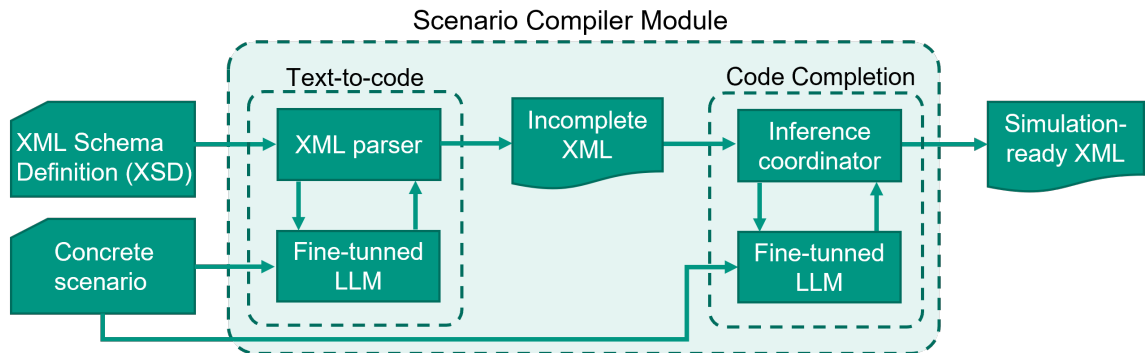 Scenario Compiler Module
Text-to-code
Code Completion
XML Schema
Definition (XSD)
XML parser
Incomplete
XML
Inference
coordinator
Simulation-
ready XML
Concrete
scenario
Fine-tunned
LLM
Fine-tunned
LLM